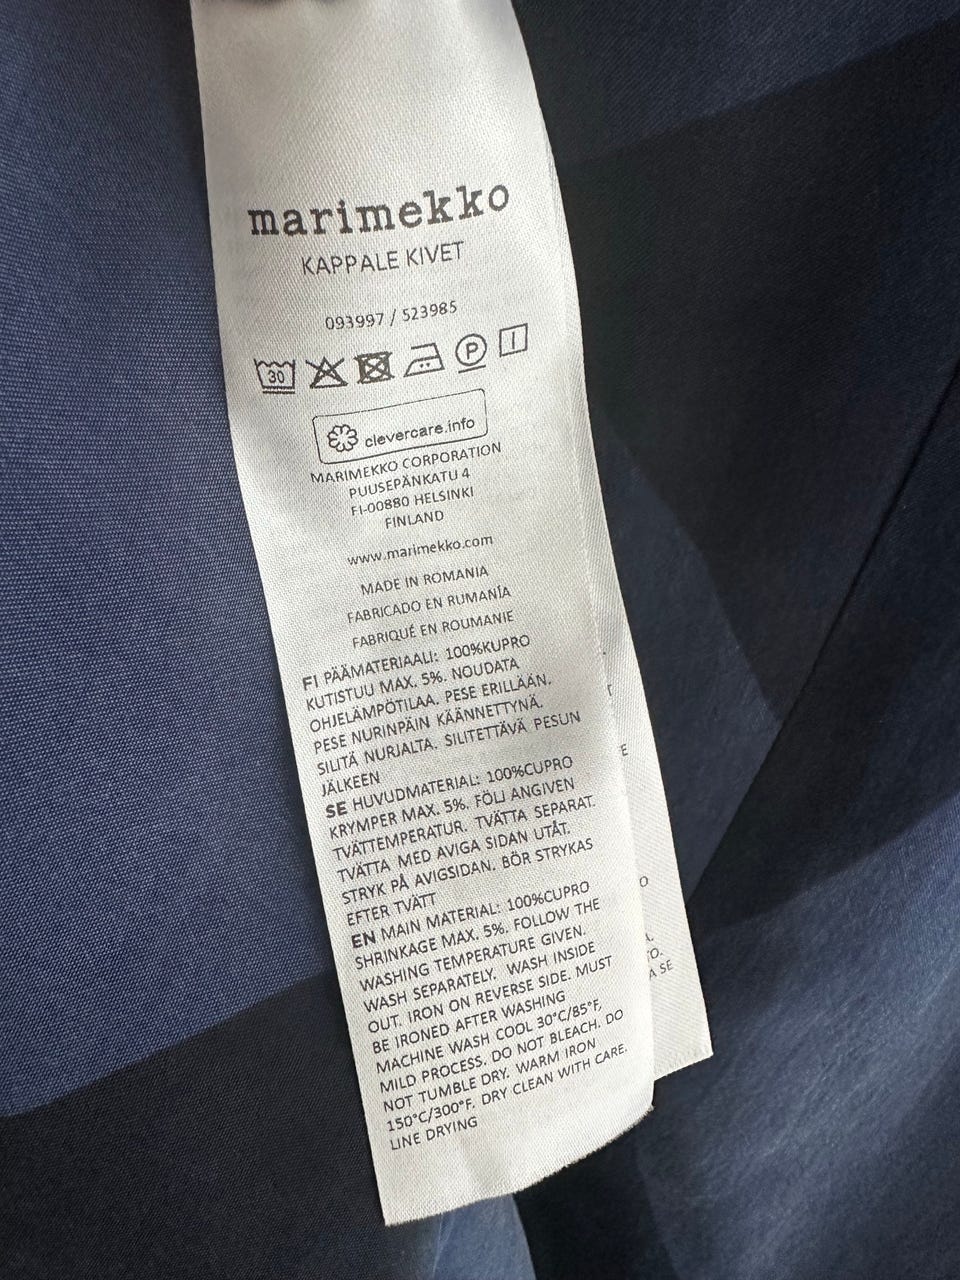 marimekko
KAPPALE KIVET
093997 / 523985
30
P
clevercare.info
MARIMEKKO CORPORATION
PUUSEPÄNKATU 4
FI-00880 HELSINKI
FINLAND
www.marimekko.com
MADE IN ROMANIA
FABRICADO EN RUMANÍA
FABRIQUÉ EN ROUMANIE
FI PÄÄMATERIAALI: 100%KUPRO
KUTISTUU MAX. 5%. NOUDATA
OHJELÄMPÖTILAA. PESE ERILLÄÄN.
PESE NURINPÄIN KÄÄNNETTYNÄ.
SILITÄ NURJALTA. SILITETTÄVÄ PESUN
JÄLKEEN
SE HUVUDMATERIAL: 100%CUPRO
KRYMPER MAX. 5%. FÖLJ ANGIVEN
TVÄTTEMPERATUR. TVÄTTA SEPARAT.
TVÄTTA MED AVIGA SIDAN UTÅT.
STRYK PÅ AVIGSIDAN. BÖR STRYKAS
EFTER TVÄTT
EN MAIN MATERIAL: 100%CUPRO
SHRINKAGE MAX. 5%. FOLLOW THE
WASHING TEMPERATURE GIVEN.
WASH SEPARATELY. WASH INSIDE
OUT. IRON ON REVERSE SIDE. MUST
BE IRONED AFTER WASHING
MACHINE WASH COOL 30°C/85°F,
MILD PROCESS. DO NOT BLEACH. DO
NOT TUMBLE DRY. WARM IRON
150°C/300°F. DRY CLEAN WITH CARE.
LINE DRYING